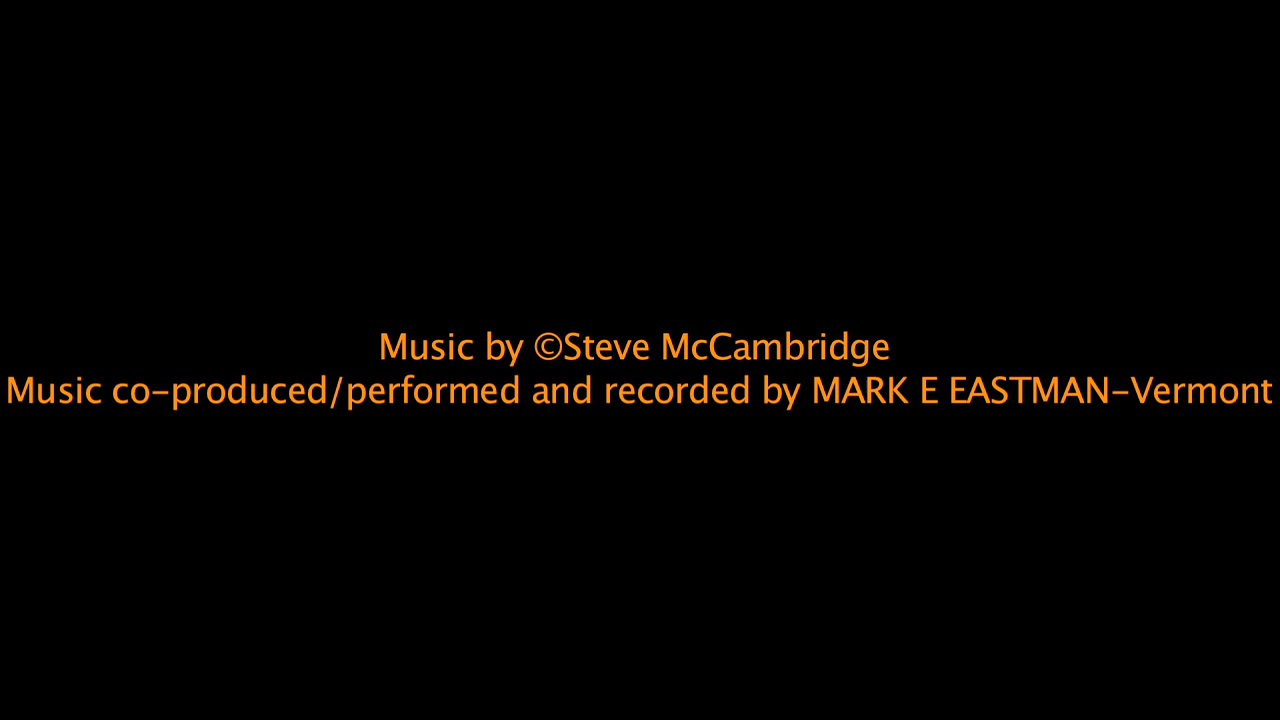 Music by ©Steve McCambridge
Music co-produced/performed and recorded by MARK E EASTMAN-Vermont